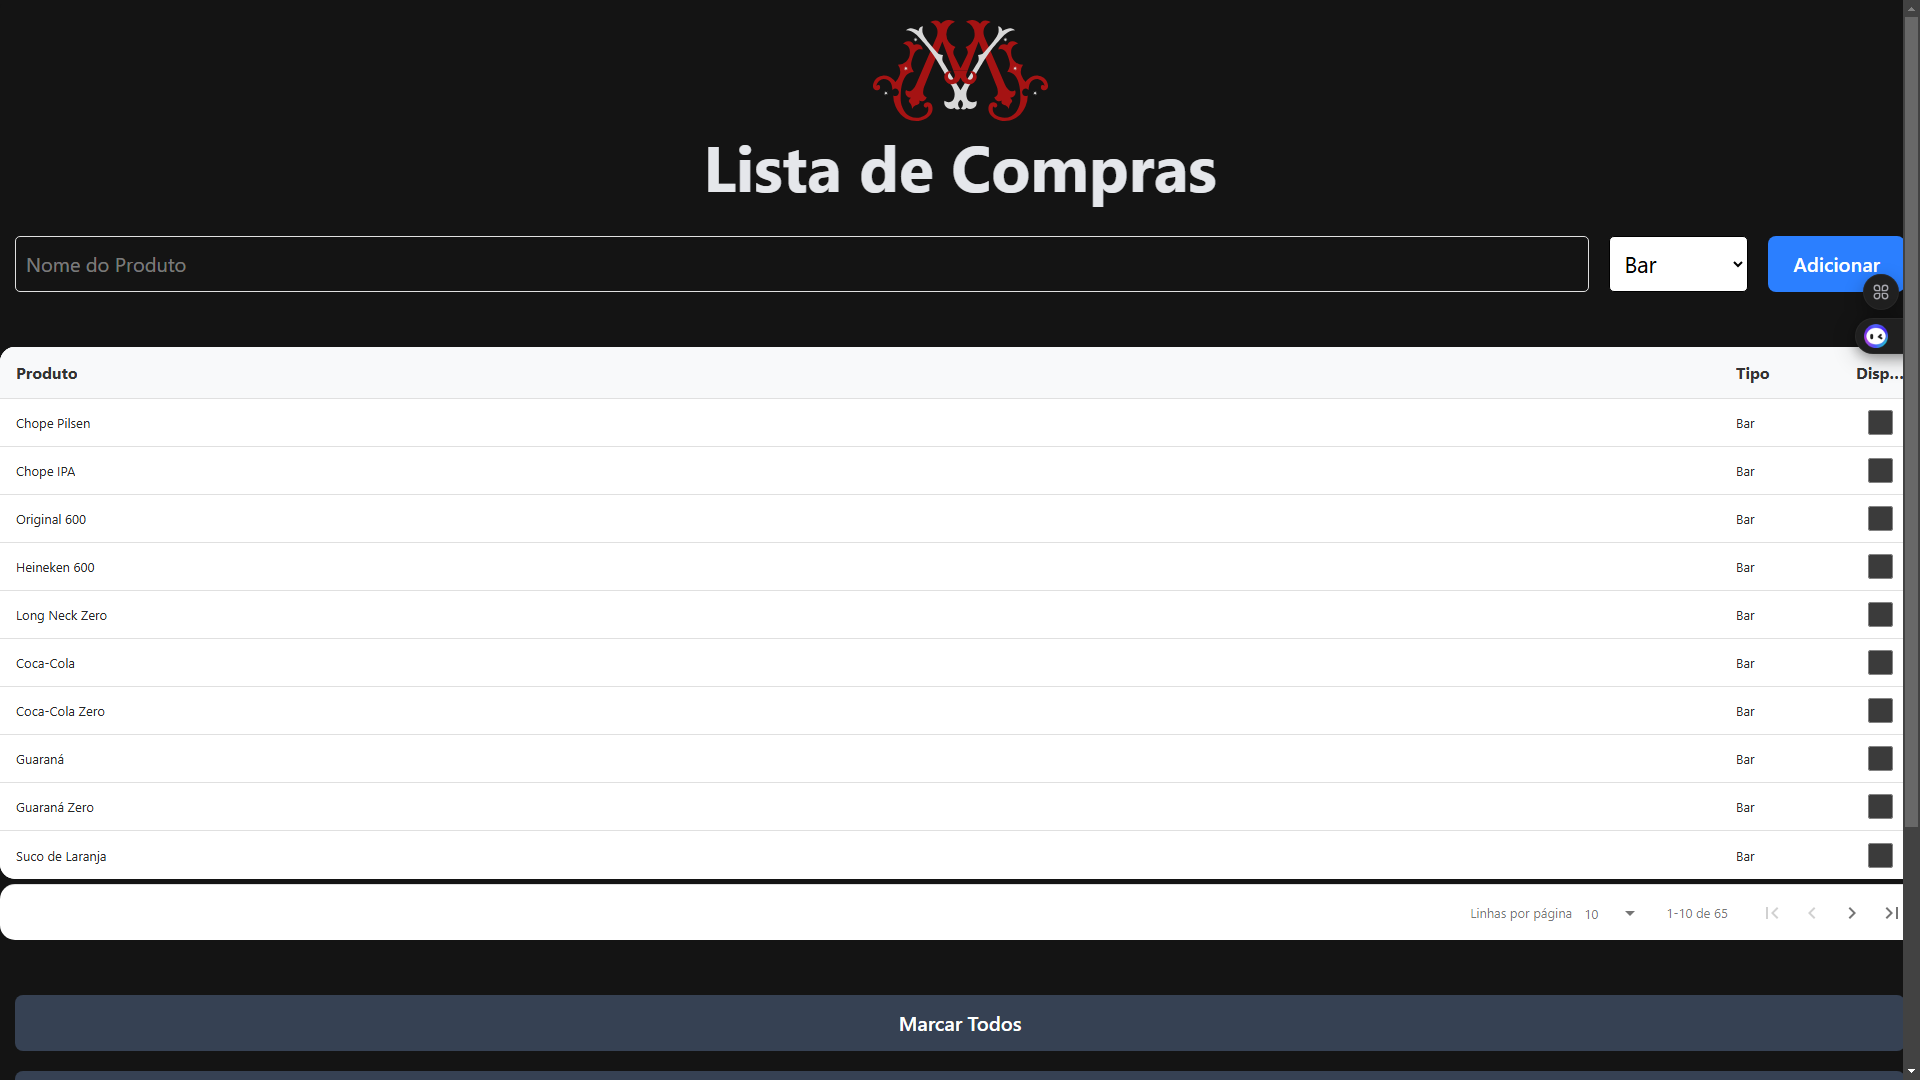 Lista de Compras
Nome do Produto
Bar
Adicionar
Produto Tipo Disp...
Chope Pilsen Bar
Chope IPA Bar
Original 600 Bar
Heineken 600 Bar
Long Neck Zero Bar
Coca-Cola Bar
Coca-Cola Zero Bar
Guaraná Bar
Guaraná Zero Bar
Suco de Laranja Bar
Linhas por página 10 1-10 de 65
Marcar Todos